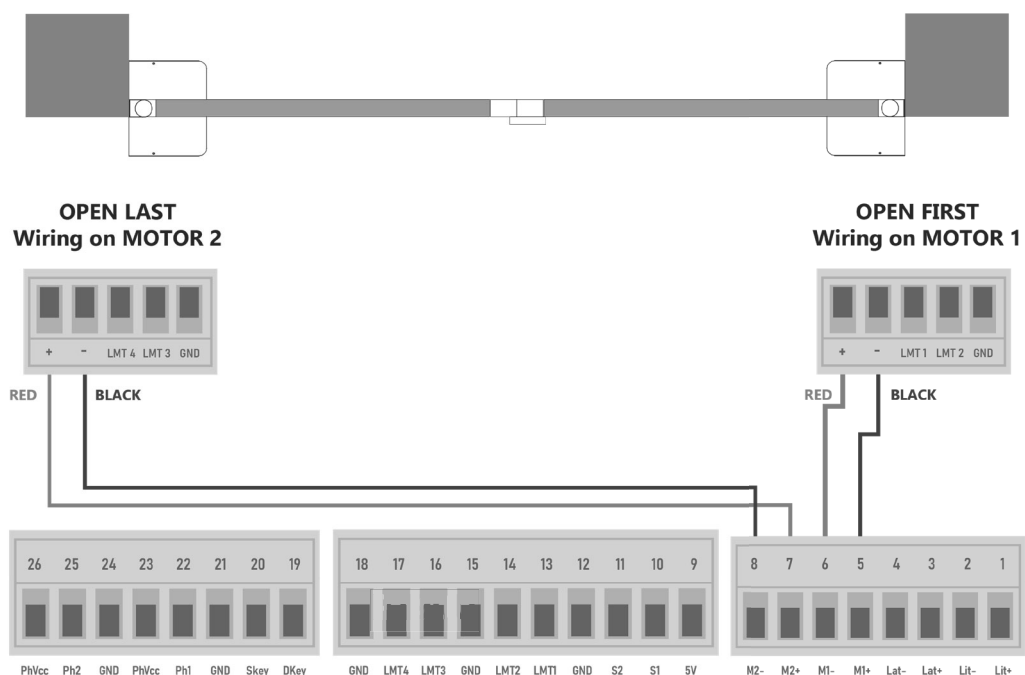 OPEN LAST
Wiring on MOTOR 2
OPEN FIRST
Wiring on MOTOR 1
+ - LMT 4 LMT 3 GND
+ - LMT 1 LMT 2 GND
RED BLACK
RED BLACK
26 25 24 23 22 21 20 19
18 17 16 15 14 13 12 11 10 9
8 7 6 5 4 3 2 1
PhVcc Ph2 GND PhVcc Ph1 GND Skey DKey
GND LMT4 LMT3 GND LMT2 LMT1 GND S2 S1 5V
M2- M2+ M1- M1+ Lat- Lat+ Lit- Lit+